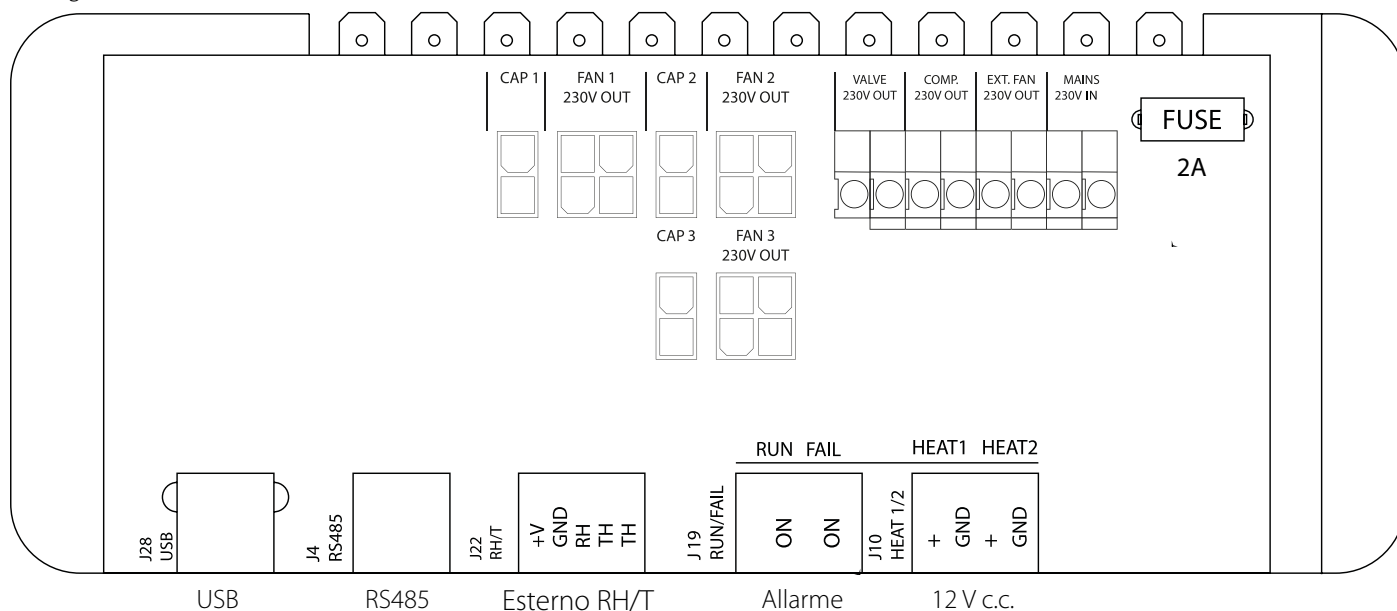 CAP 1
FAN 1
230V OUT
CAP 2
FAN 2
230V OUT
VALVE
230V OUT
COMP.
230V OUT
EXT. FAN
230V OUT
MAINS
230V IN
FUSE
2A
CAP 3
FAN 3
230V OUT
RUN FAIL
HEAT1 HEAT2
J28
USB
J4
RS485
J22
RH/T
+V
GND
RH
TH
TH
J19
RUN/FAIL
ON
ON
J10
HEAT 1/2
+
GND
+
GND
USB
RS485
Esterno RH/T
Allarme
12 V c.c.